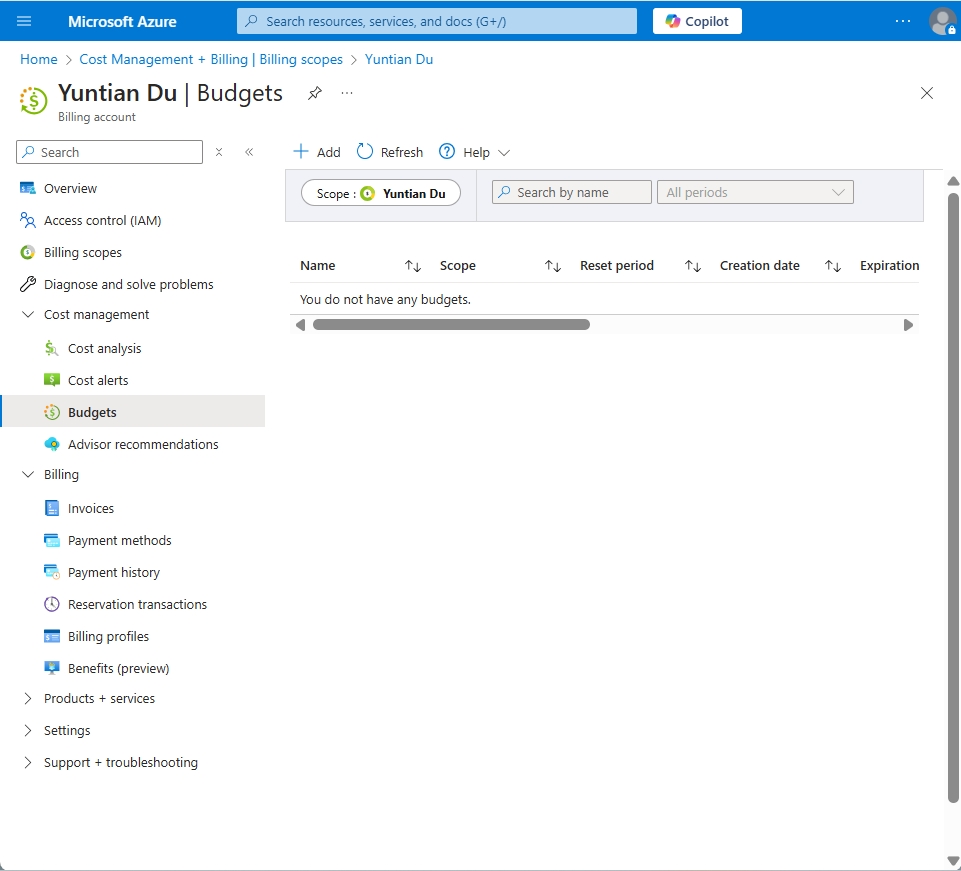 Microsoft Azure
Search resources, services, and docs (G+/)
Copilot
...
Home > Cost Management + Billing | Billing scopes > Yuntian Du
Yuntian Du | Budgets
...
Billing account
Search
Add
Refresh
Help
Overview
Access control (IAM)
Billing scopes
Diagnose and solve problems
Cost management
Cost analysis
Cost alerts
Budgets
Advisor recommendations
Billing
Invoices
Payment methods
Payment history
Reservation transactions
Billing profiles
Benefits (preview)
Products + services
Settings
Support + troubleshooting
Scope : Yuntian Du
Search by name
All periods
Name Scope Reset period Creation date Expiration
You do not have any budgets.